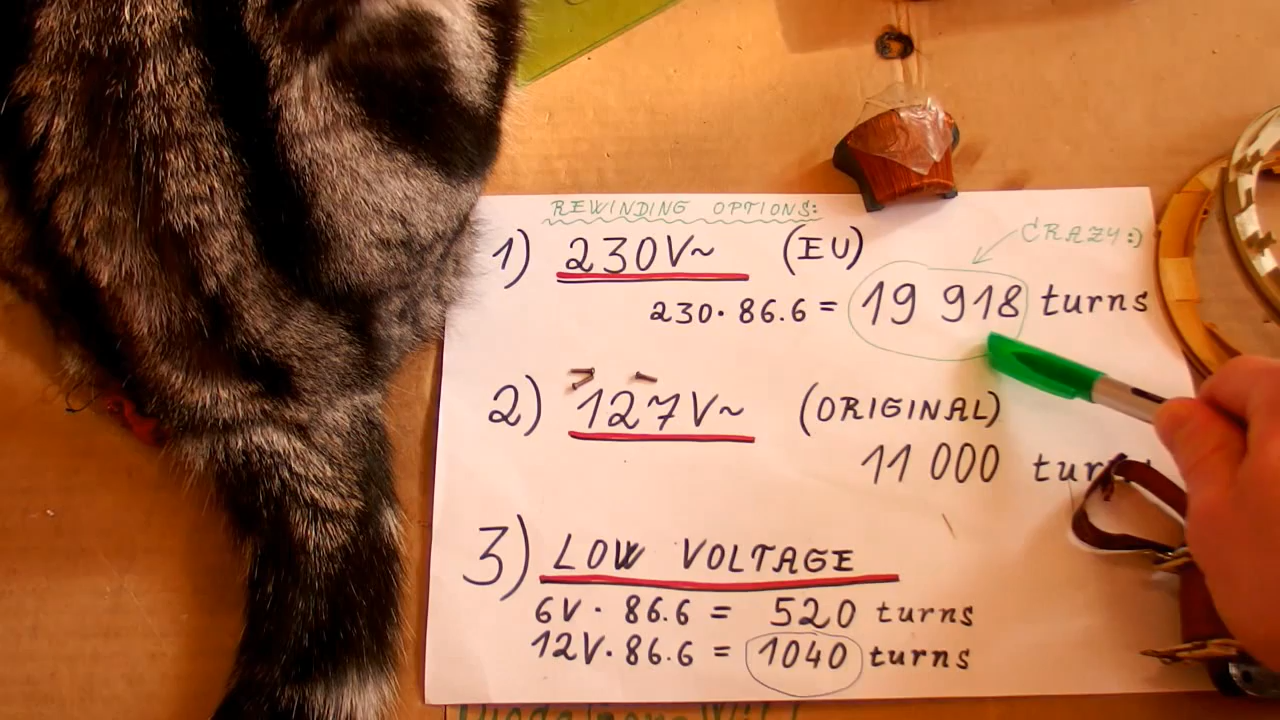 REWINDING OPTIONS:
1) 230V~ (EU)
CRAZY:)
230· 86.6 = 19 918 turns
2) 127V~ (ORIGINAL)
11 000
3) LOW VOLTAGE
6V · 86.6 = 520 turns
12V· 86.6 = 1040 turns